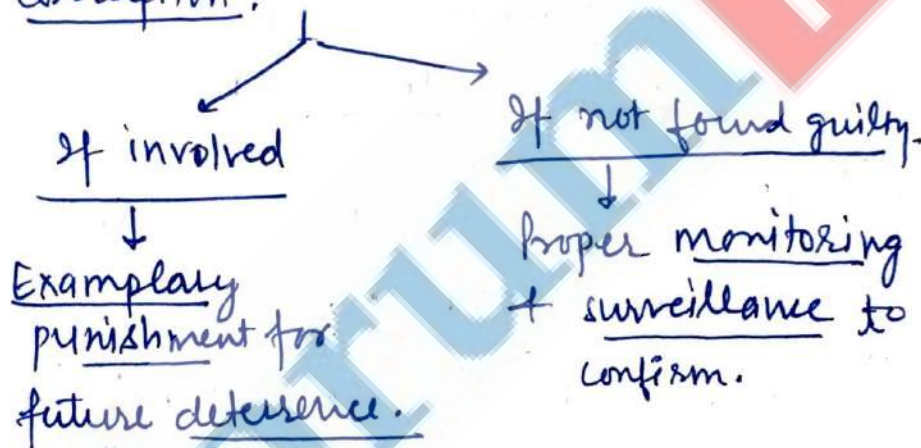 If involved
Examplary
punishment for
future deterrence.
If not found guilty.
Proper monitoring
+ surveillance to
confirm.